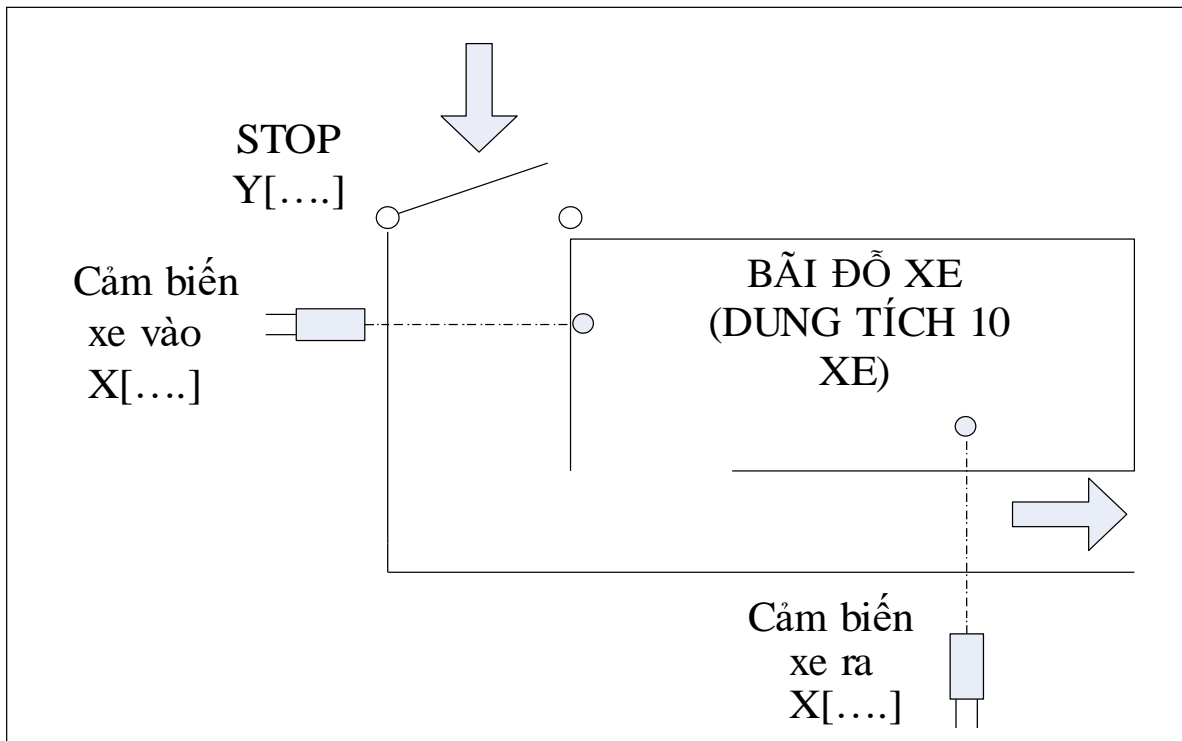 STOP
Y[….]
Cảm biến
xe vào
X[….]
BÃI ĐỖ XE
(DUNG TÍCH 10
XE)
Cảm biến
xe ra
X[….]